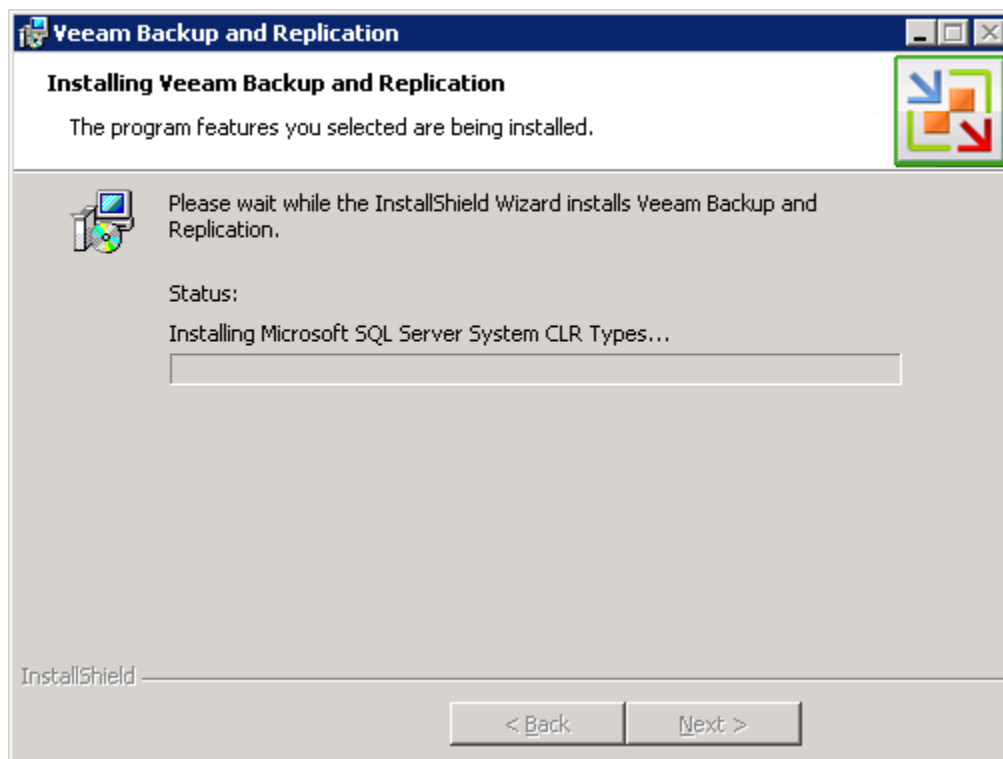 Veeam Backup and Replication
Installing Veeam Backup and Replication
The program features you selected are being installed.
Please wait while the InstallShield Wizard installs Veeam Backup and
Replication.
Status:
Installing Microsoft SQL Server System CLR Types...
InstallShield
< Back
Next >